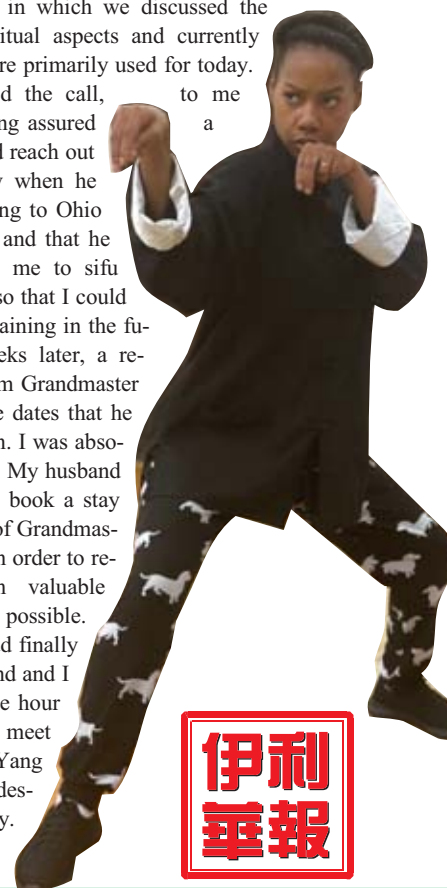 in which we discussed the
itual aspects and currently
re primarily used for today.
d the call, to me
ng assured a
d reach out
when he
ng to Ohio
and that he
me to sifu
so that I could
aining in the fu-
eks later, a re-
m Grandmaster
e dates that he
n. I was abso-
My husband
book a stay
of Grandmas-
n order to re-
n valuable
possible.
d finally
nd and I
e hour
meet
Yang
des-
y.
伊利
華報